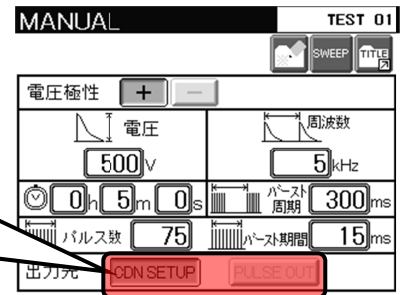 MANUAL TEST 01
SWEEP TITLE
電圧極性 + −
電圧 周波数
500 V 5 kHz
0 h 5 m 0 s バースト周期 300 ms
パルス数 75 バースト期間 15 ms
出力先 CDN SETUP PULSE OUT